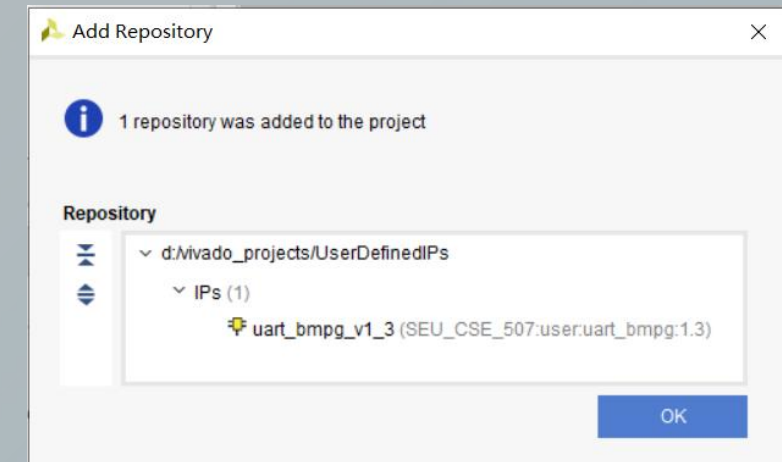 Add Repository
1 repository was added to the project
Repository
d:/vivado_projects/UserDefinedIPs
IPs (1)
uart_bmpg_v1_3 (SEU_CSE_507:user:uart_bmpg:1.3)
OK